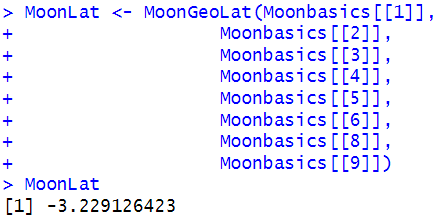 > MoonLat <- MoonGeoLat(Moonbasics[[1]],
+                    Moonbasics[[2]],
+                    Moonbasics[[3]],
+                    Moonbasics[[4]],
+                    Moonbasics[[5]],
+                    Moonbasics[[6]],
+                    Moonbasics[[8]],
+                    Moonbasics[[9]])
> MoonLat
[1] -3.229126423